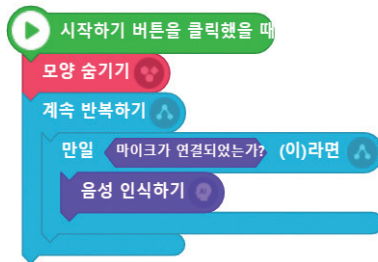 시작하기 버튼을 클릭했을 때
모양 숨기기
계속 반복하기
만일 마이크가 연결되었는가? (이)라면
음성 인식하기